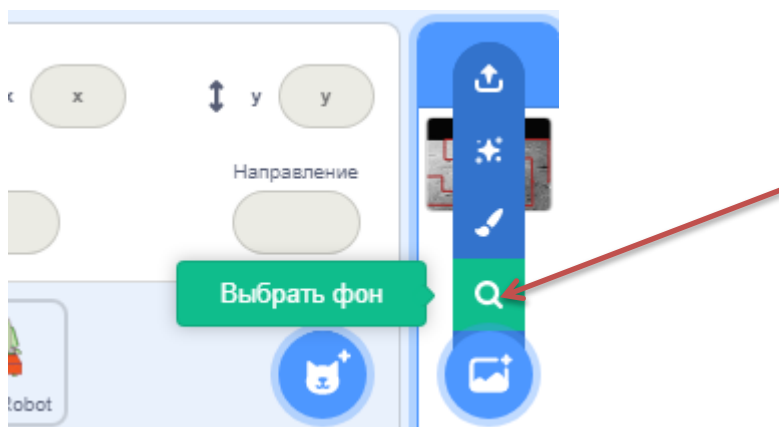 x
y y
Направление
Выбрать фон
Robot